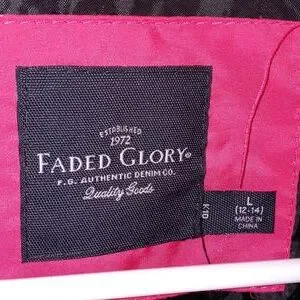 ESTABLISHED
1972
FADED GLORY®
F.G. AUTHENTIC DENIM CO.
Quality Goods
L
(12-14)
MADE IN
CHINA